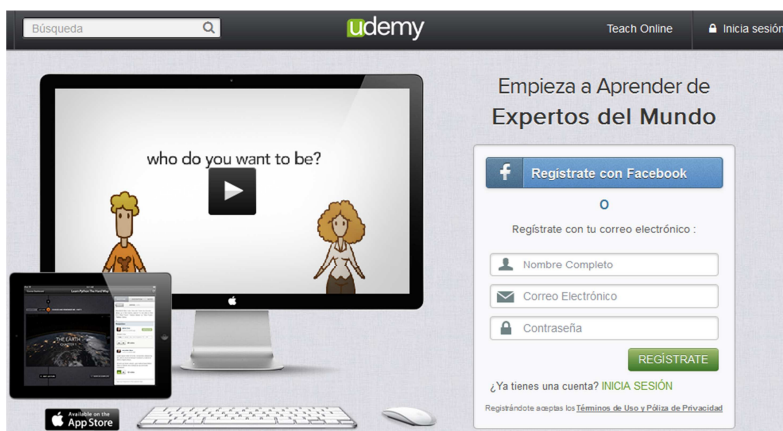 Búsqueda
udemy
Teach Online
Inicia sesión
Empieza a Aprender de
Expertos del Mundo
who do you want to be?
f
Regístrate con Facebook
O
Regístrate con tu correo electrónico :
Nombre Completo
Correo Electrónico
Contraseña
REGÍSTRATE
¿Ya tienes una cuenta? INICIA SESIÓN
Registrándote aceptas los Términos de Uso y Póliza de Privacidad
THE EARTH
Available on the
App Store